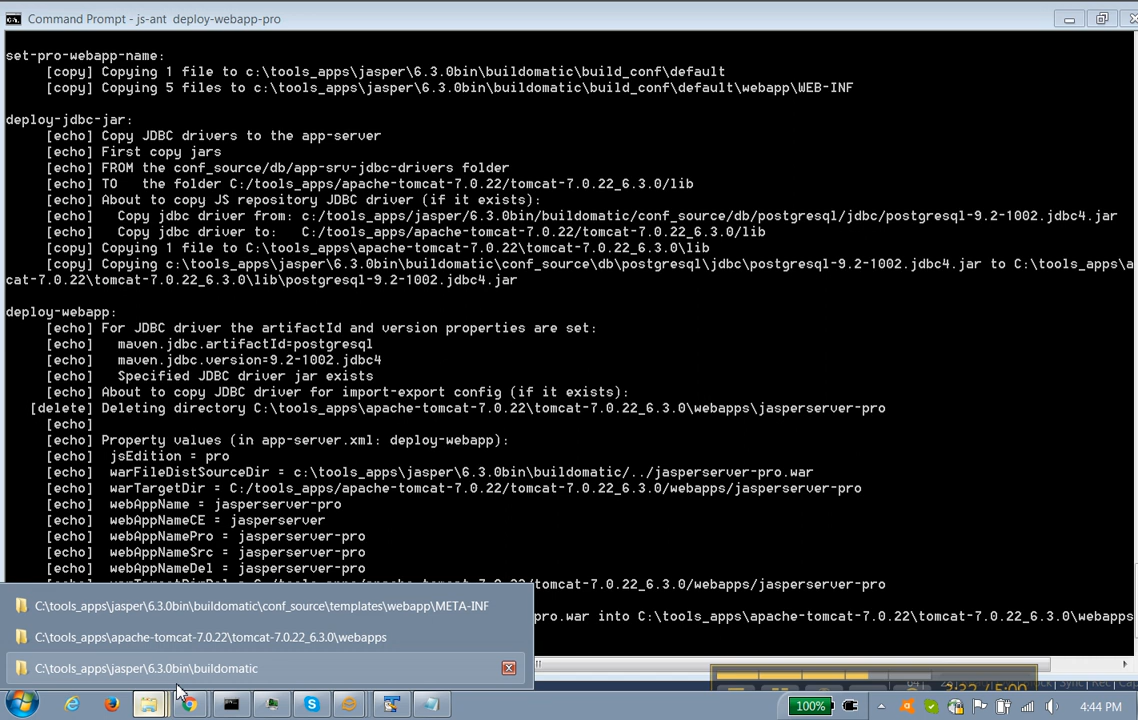 Command Prompt - js-ant  deploy-webapp-pro
set-pro-webapp-name:
[copy] Copying 1 file to c:\tools_apps\jasper\6.3.0bin\buildomatic\build_conf\default
[copy] Copying 5 files to c:\tools_apps\jasper\6.3.0bin\buildomatic\build_conf\default\webapp\WEB-INF
deploy-jdbc-jar:
[echo] Copy JDBC drivers to the app-server
[echo] First copy jars
[echo] FROM the conf_source/db/app-srv-jdbc-drivers folder
[echo] TO   the folder C:/tools_apps/apache-tomcat-7.0.22/tomcat-7.0.22_6.3.0/lib
[echo] About to copy JS repository JDBC driver (if it exists):
[echo]   Copy jdbc driver from: c:/tools_apps/jasper/6.3.0bin/buildomatic/conf_source/db/postgresql/jdbc/postgresql-9.2-1002.jdbc4.jar
[echo]   Copy jdbc driver to:   C:/tools_apps/apache-tomcat-7.0.22/tomcat-7.0.22_6.3.0/lib
[copy] Copying 1 file to C:\tools_apps\apache-tomcat-7.0.22\tomcat-7.0.22_6.3.0\lib
[copy] Copying c:\tools_apps\jasper\6.3.0bin\buildomatic\conf_source\db\postgresql\jdbc\postgresql-9.2-1002.jdbc4.jar to C:\tools_apps\a
cat-7.0.22\tomcat-7.0.22_6.3.0\lib\postgresql-9.2-1002.jdbc4.jar
deploy-webapp:
[echo] For JDBC driver the artifactId and version properties are set:
[echo]   maven.jdbc.artifactId=postgresql
[echo]   maven.jdbc.version=9.2-1002.jdbc4
[echo]   Specified JDBC driver jar exists
[echo] About to copy JDBC driver for import-export config (if it exists):
[delete] Deleting directory C:\tools_apps\apache-tomcat-7.0.22\tomcat-7.0.22_6.3.0\webapps\jasperserver-pro
[echo]
[echo] Property values (in app-server.xml: deploy-webapp):
[echo]  jsEdition = pro
[echo]  warFileDistSourceDir = c:\tools_apps\jasper\6.3.0bin\buildomatic/../jasperserver-pro.war
[echo]  warTargetDir = C:/tools_apps/apache-tomcat-7.0.22/tomcat-7.0.22_6.3.0/webapps/jasperserver-pro
[echo]  webAppName = jasperserver-pro
[echo]  webAppNameCE = jasperserver
[echo]  webAppNamePro = jasperserver-pro
[echo]  webAppNameSrc = jasperserver-pro
[echo]  webAppNameDel = jasperserver-pro
/tomcat-7.0.22_6.3.0/webapps/jasperserver-pro
C:\tools_apps\jasper\6.3.0bin\buildomatic\conf_source\templates\webapp\META-INF
pro.war into C:\tools_apps\apache-tomcat-7.0.22\tomcat-7.0.22_6.3.0\webapps
C:\tools_apps\apache-tomcat-7.0.22\tomcat-7.0.22_6.3.0\webapps
C:\tools_apps\jasper\6.3.0bin\buildomatic
100%
4:44 PM